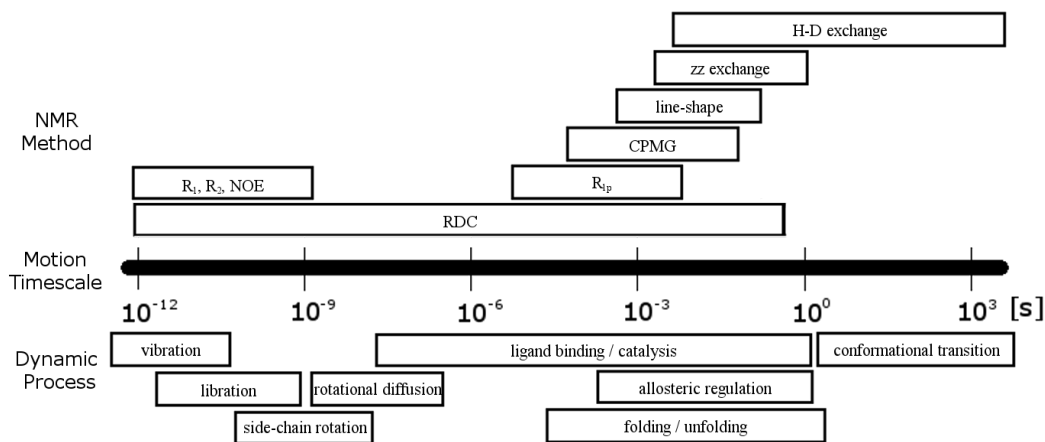 H-D exchange
zz exchange
line-shape
CPMG
NMR
Method
R₁, R₂, NOE
R₁ₚ
RDC
Motion
Timescale
10⁻¹² 10⁻⁹ 10⁻⁶ 10⁻³ 10⁰ 10³ [s]
Dynamic
Process
vibration
ligand binding / catalysis
conformational transition
libration
rotational diffusion
allosteric regulation
side-chain rotation
folding / unfolding